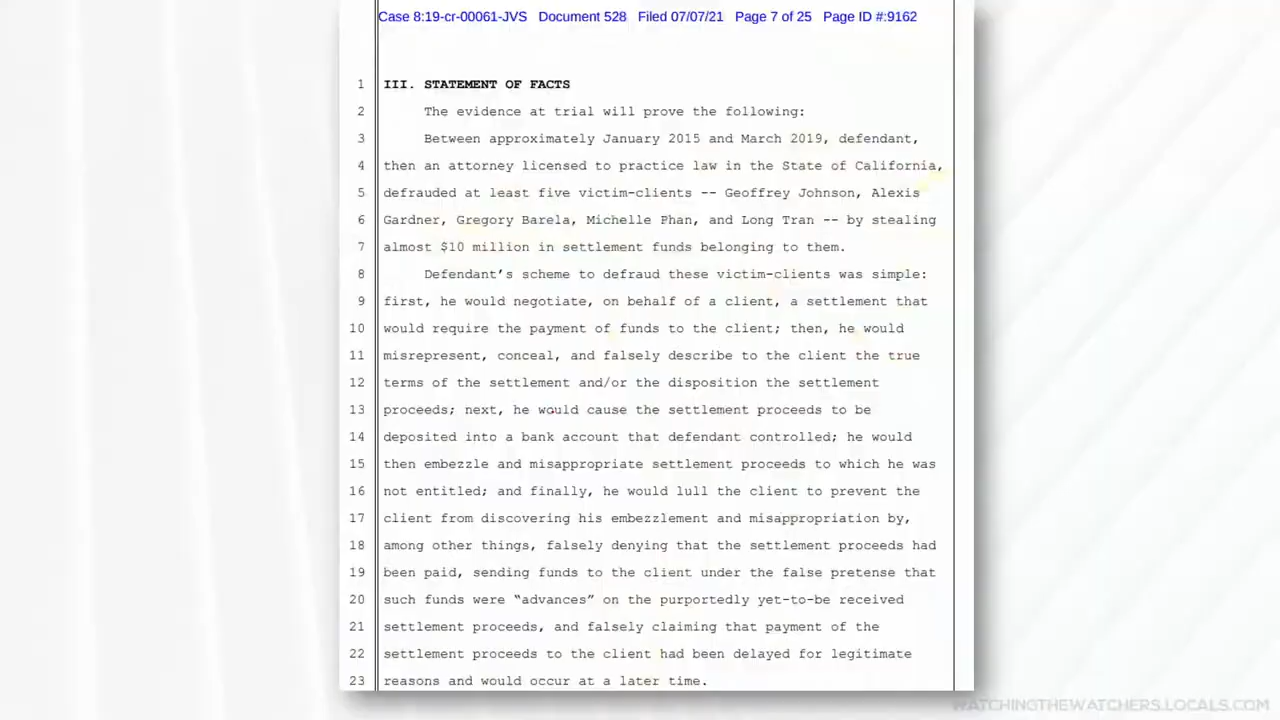 Case 8:19-cr-00061-JVS Document 528 Filed 07/07/21 Page 7 of 25 Page ID #:9162
1 III. STATEMENT OF FACTS
2 The evidence at trial will prove the following:
3 Between approximately January 2015 and March 2019, defendant,
4 then an attorney licensed to practice law in the State of California,
5 defrauded at least five victim-clients -- Geoffrey Johnson, Alexis
6 Gardner, Gregory Barela, Michelle Phan, and Long Tran -- by stealing
7 almost $10 million in settlement funds belonging to them.
8 Defendant's scheme to defraud these victim-clients was simple:
9 first, he would negotiate, on behalf of a client, a settlement that
10 would require the payment of funds to the client; then, he would
11 misrepresent, conceal, and falsely describe to the client the true
12 terms of the settlement and/or the disposition the settlement
13 proceeds; next, he would cause the settlement proceeds to be
14 deposited into a bank account that defendant controlled; he would
15 then embezzle and misappropriate settlement proceeds to which he was
16 not entitled; and finally, he would lull the client to prevent the
17 client from discovering his embezzlement and misappropriation by,
18 among other things, falsely denying that the settlement proceeds had
19 been paid, sending funds to the client under the false pretense that
20 such funds were “advances” on the purportedly yet-to-be received
21 settlement proceeds, and falsely claiming that payment of the
22 settlement proceeds to the client had been delayed for legitimate
23 reasons and would occur at a later time.
WATCHINGTHEWATCHERS.LOCALS.COM